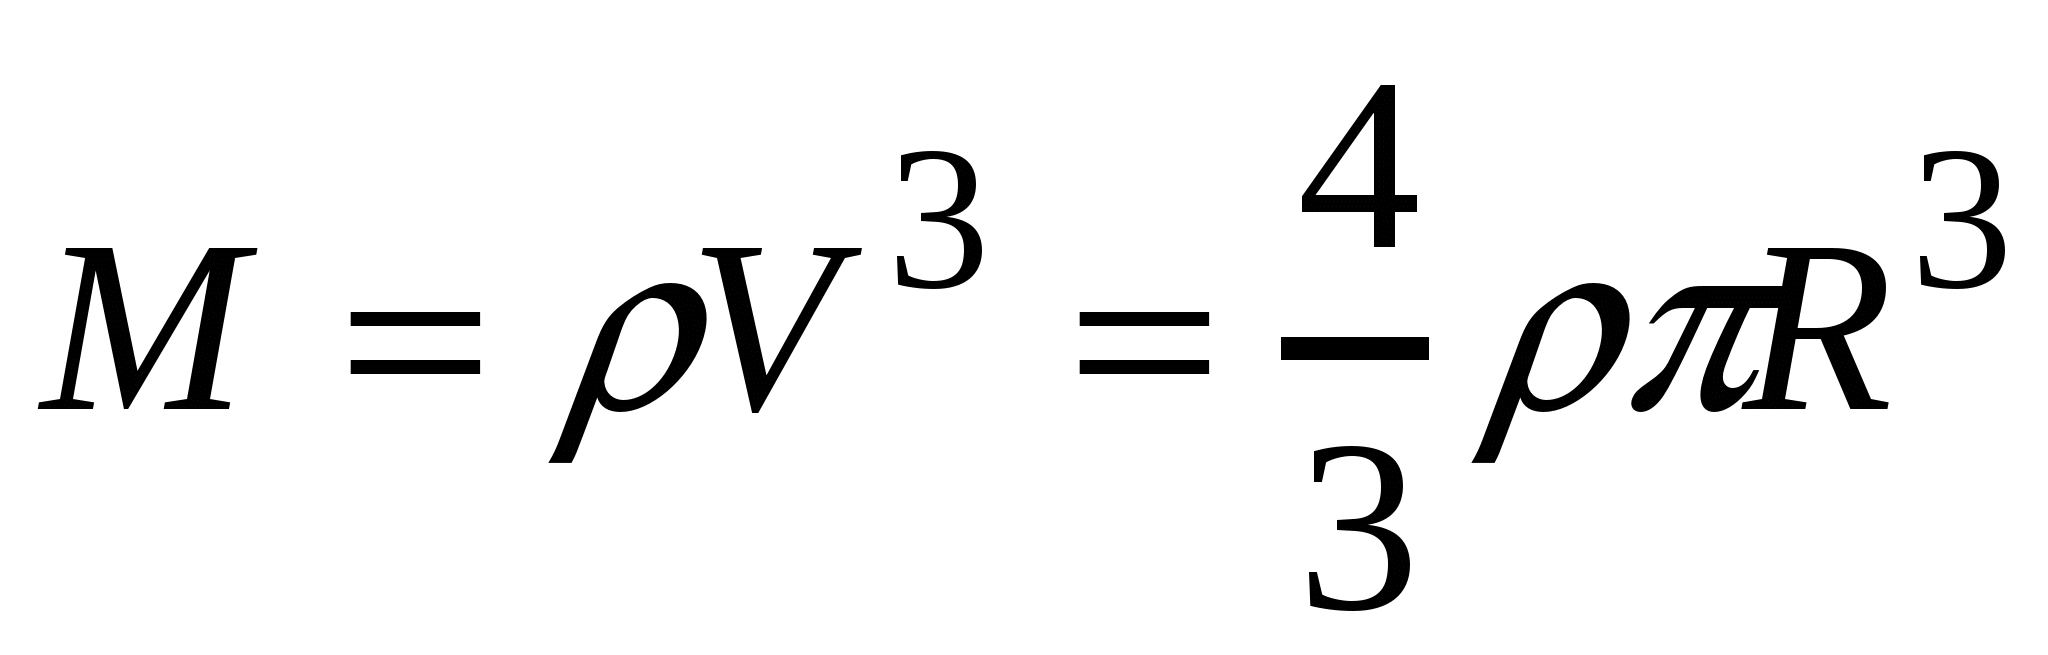 M = ρV³ = 4/3 ρπR³